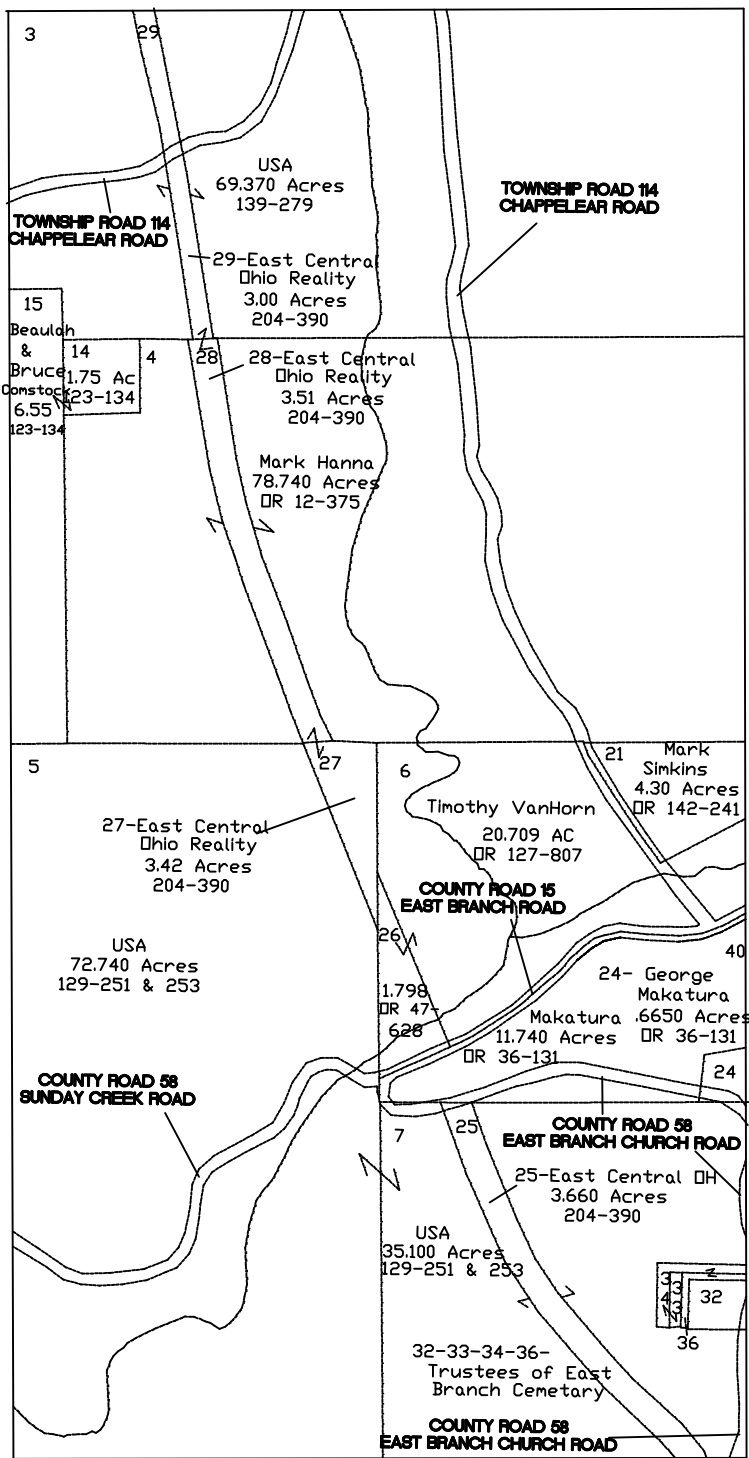 3
29
USA
69.370 Acres
139-279
TOWNSHIP ROAD 114
CHAPPELEAR ROAD
TOWNSHIP ROAD 114
CHAPPELEAR ROAD
29-East Central
Ohio Reality
3.00 Acres
204-390
15
Beaulah
&
Bruce
Comstock
6.55
123-134
14
1.75 Ac
123-134
4
28
28-East Central
Ohio Reality
3.51 Acres
204-390
Mark Hanna
78.740 Acres
OR 12-375
5
27
6
21
Mark
Simkins
4.30 Acres
OR 142-241
27-East Central
Ohio Reality
3.42 Acres
204-390
Timothy VanHorn
20.709 AC
OR 127-807
COUNTY ROAD 15
EAST BRANCH ROAD
USA
72.740 Acres
129-251 & 253
26
40
1.798
OR 47-
628
24- George
Makatura
.6650 Acres
OR 36-131
Makatura
11.740 Acres
OR 36-131
COUNTY ROAD 58
SUNDAY CREEK ROAD
24
7
25
COUNTY ROAD 58
EAST BRANCH CHURCH ROAD
25-East Central OH
3.660 Acres
204-390
USA
35.100 Acres
129-251 & 253
3
4
3
3
32
36
32-33-34-36-
Trustees of East
Branch Cemetary
COUNTY ROAD 58
EAST BRANCH CHURCH ROAD